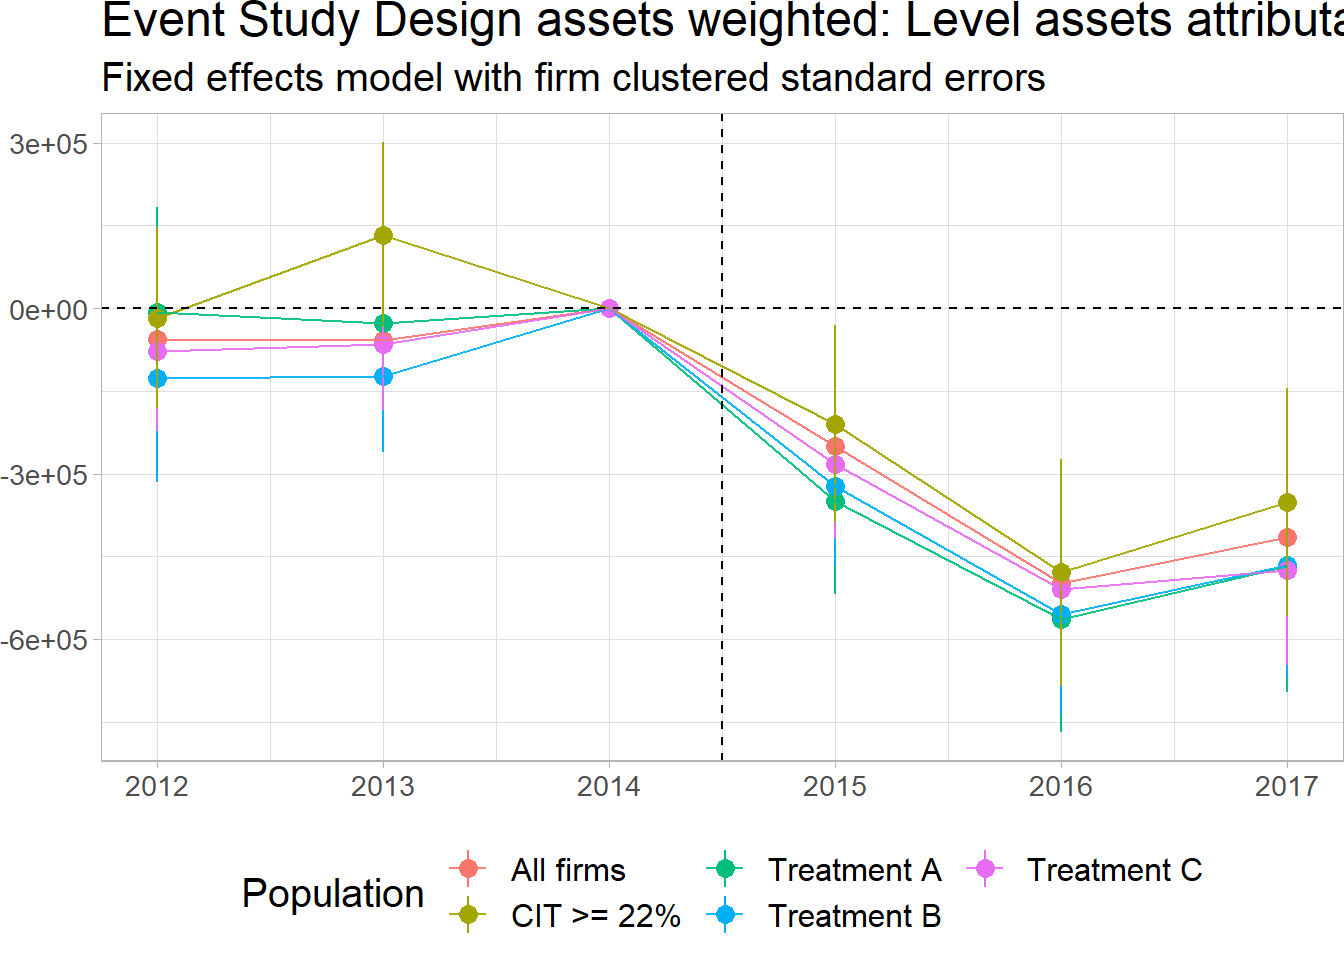 Event Study Design assets weighted: Level assets
Fixed effects model with firm clustered standard errors
3e+05
0e+00
-3e+05
-6e+05
2012 2013 2014 2015 2016 2017
Population
All firms Treatment A Treatment C
CIT >= 22% Treatment B